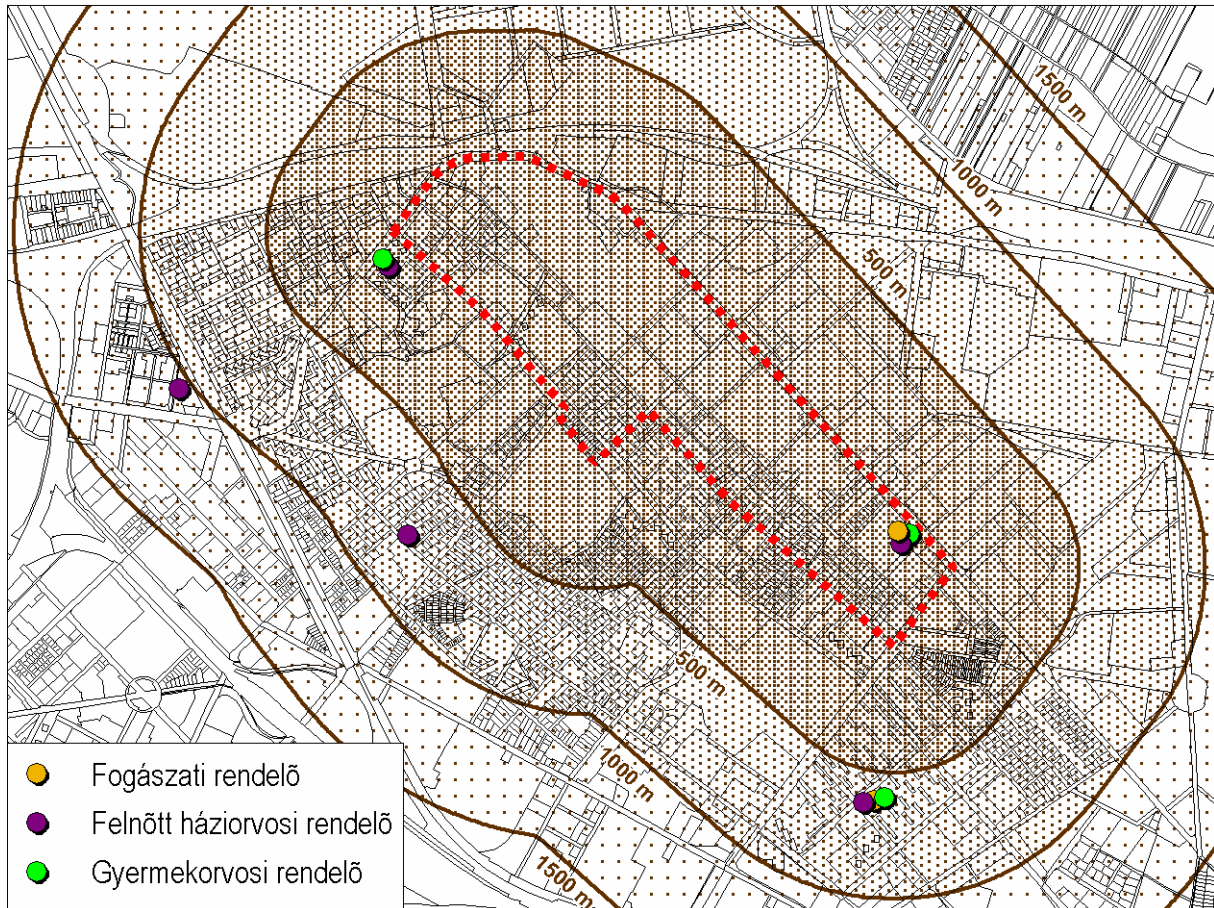 1500 m
1000 m
500 m
500 m
1000 m
1500 m
Fogászati rendelõ
Felnõtt háziorvosi rendelõ
Gyermekorvosi rendelõ